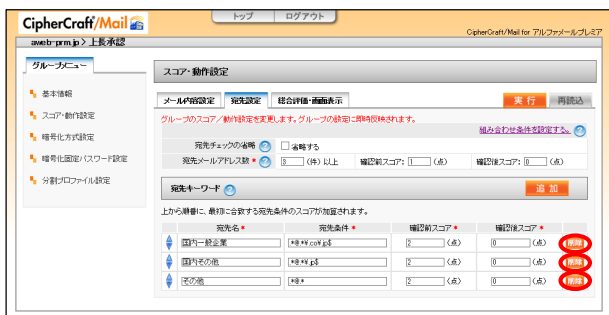 CipherCraft/Mail
トップ ログアウト
CipherCraft/Mail for アルファメールプレミア
aweb-prm.jp > 上長承認
グループメニュー
基本情報
スコア・動作設定
暗号化方式設定
暗号化固定パスワード設定
分割プロファイル設定
スコア・動作設定
メール内容設定 宛先設定 総合評価・画面表示
実行 再読込
グループのスコア／動作設定を変更します。グループの設定に即時反映されます。
組み合わせ条件を設定する。
宛先チェックの省略 省略する
宛先メールアドレス数 * 3 (件) 以上 確認前スコア: 1 (点) 確認後スコア: 0 (点)
宛先キーワード 追加
上から順番に、最初に合致する宛先条件のスコアが加算されます。
宛先名 * 宛先条件 * 確認前スコア * 確認後スコア *
国内一般企業 *@*¥.co¥.jp$ 2 (点) 0 (点) 削除
国内その他 *@*¥.jp$ 2 (点) 0 (点) 削除
その他 *@* 2 (点) 0 (点) 削除